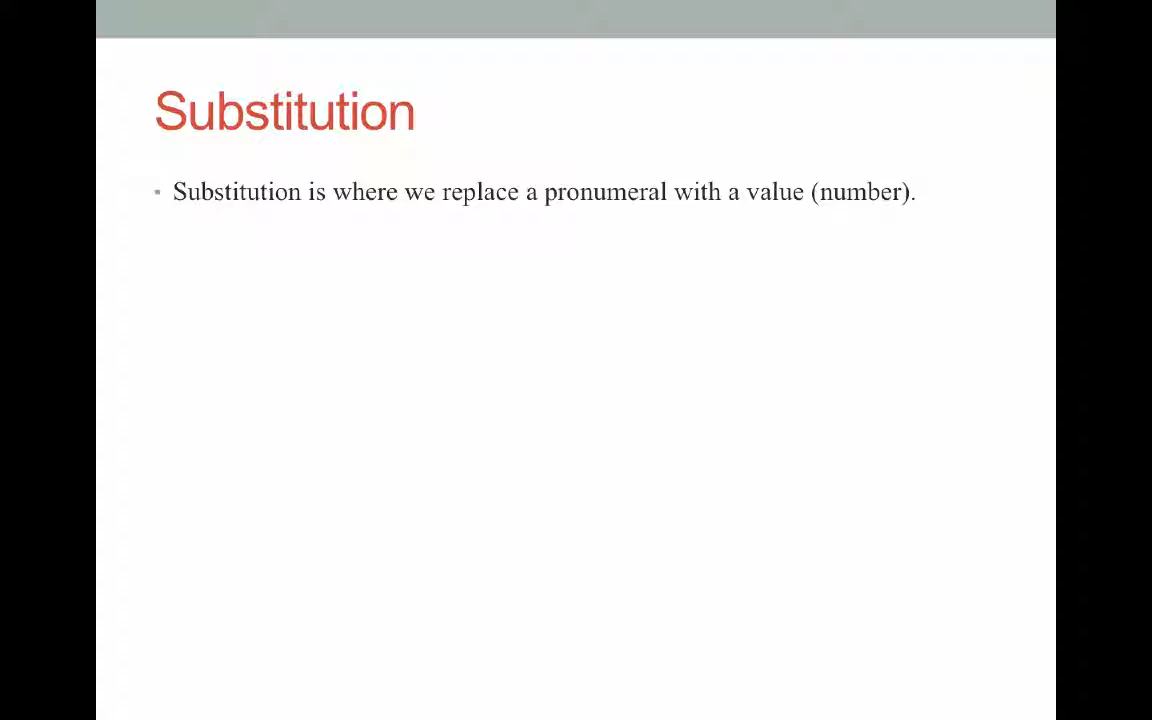 Substitution
▪ Substitution is where we replace a pronumeral with a value (number).